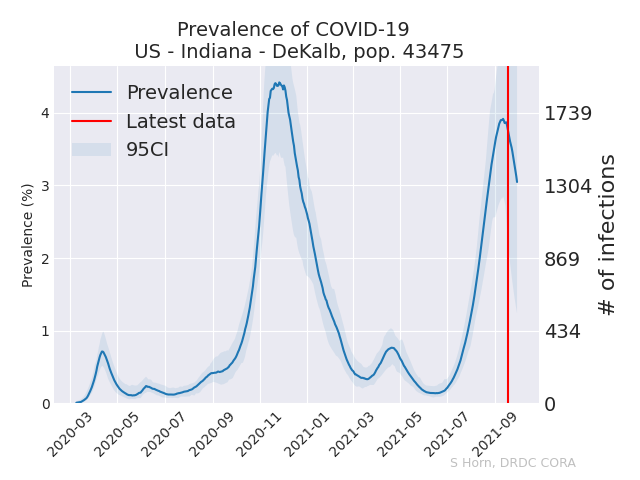 Prevalence of COVID-19
US - Indiana - DeKalb, pop. 43475
Prevalence
Latest data
95CI
Prevalence (%)
4
3
2
1
0
1739
1304
869
434
0
# of infections
2020-03
2020-05
2020-07
2020-09
2020-11
2021-01
2021-03
2021-05
2021-07
2021-09
S Horn, DRDC CORA